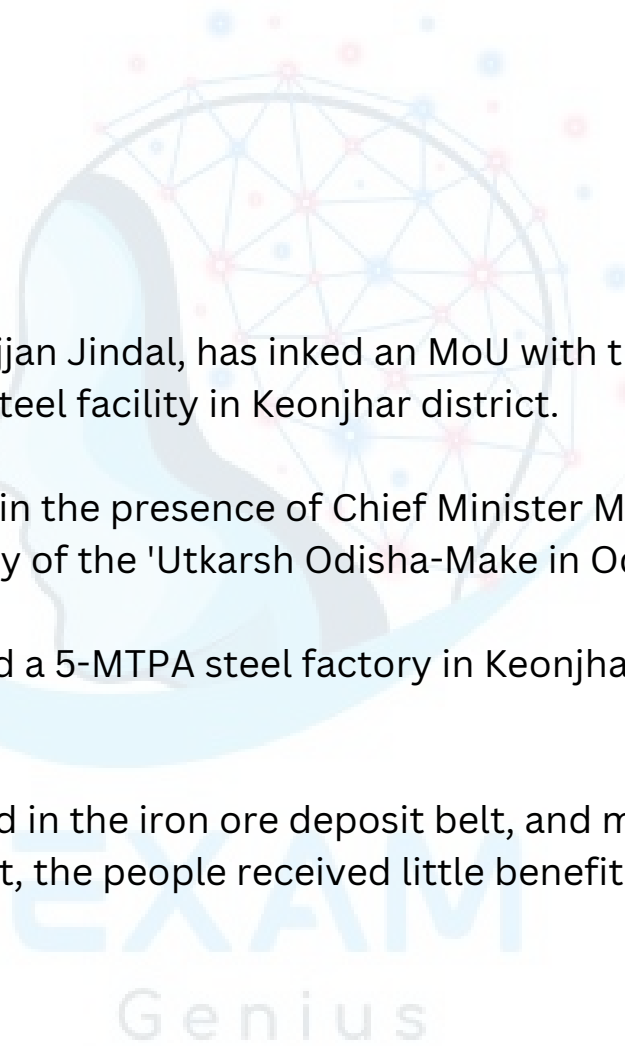 jjan Jindal, has inked an MoU with t
teel facility in Keonjhar district.
in the presence of Chief Minister M
y of the 'Utkarsh Odisha-Make in Od
d a 5-MTPA steel factory in Keonjha
d in the iron ore deposit belt, and m
t, the people received little benefit
EXAM
Genius